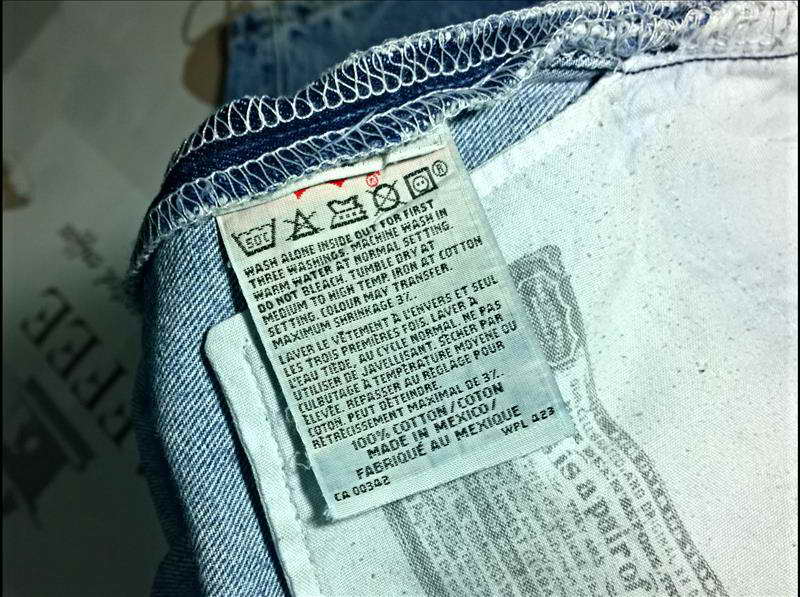 50C
R
WASH ALONE INSIDE OUT FOR FIRST
THREE WASHINGS. MACHINE WASH IN
WARM WATER AT NORMAL SETTING.
DO NOT BLEACH. TUMBLE DRY AT
MEDIUM TO HIGH TEMP. IRON AT COTTON
SETTING. COLOUR MAY TRANSFER.
MAXIMUM SHRINKAGE 3%.
LAVER LE VÊTEMENT À L'ENVERS ET SEUL
LES TROIS PREMIÈRES FOIS. LAVER À
L'EAU TIÈDE, AU CYCLE NORMAL. NE PAS
UTILISER DE JAVELLISANT. SÉCHER PAR
CULBUTAGE À TEMPÉRATURE MOYENNE OU
ÉLEVÉE. REPASSER AU RÉGLAGE POUR
COTON. PEUT DÉTEINDRE.
RÉTRÉCISSEMENT MAXIMAL DE 3%.
100% COTTON/COTON
MADE IN MEXICO/
FABRIQUÉ AU MEXIQUE
WPL 423
CA 00342
is a pair of